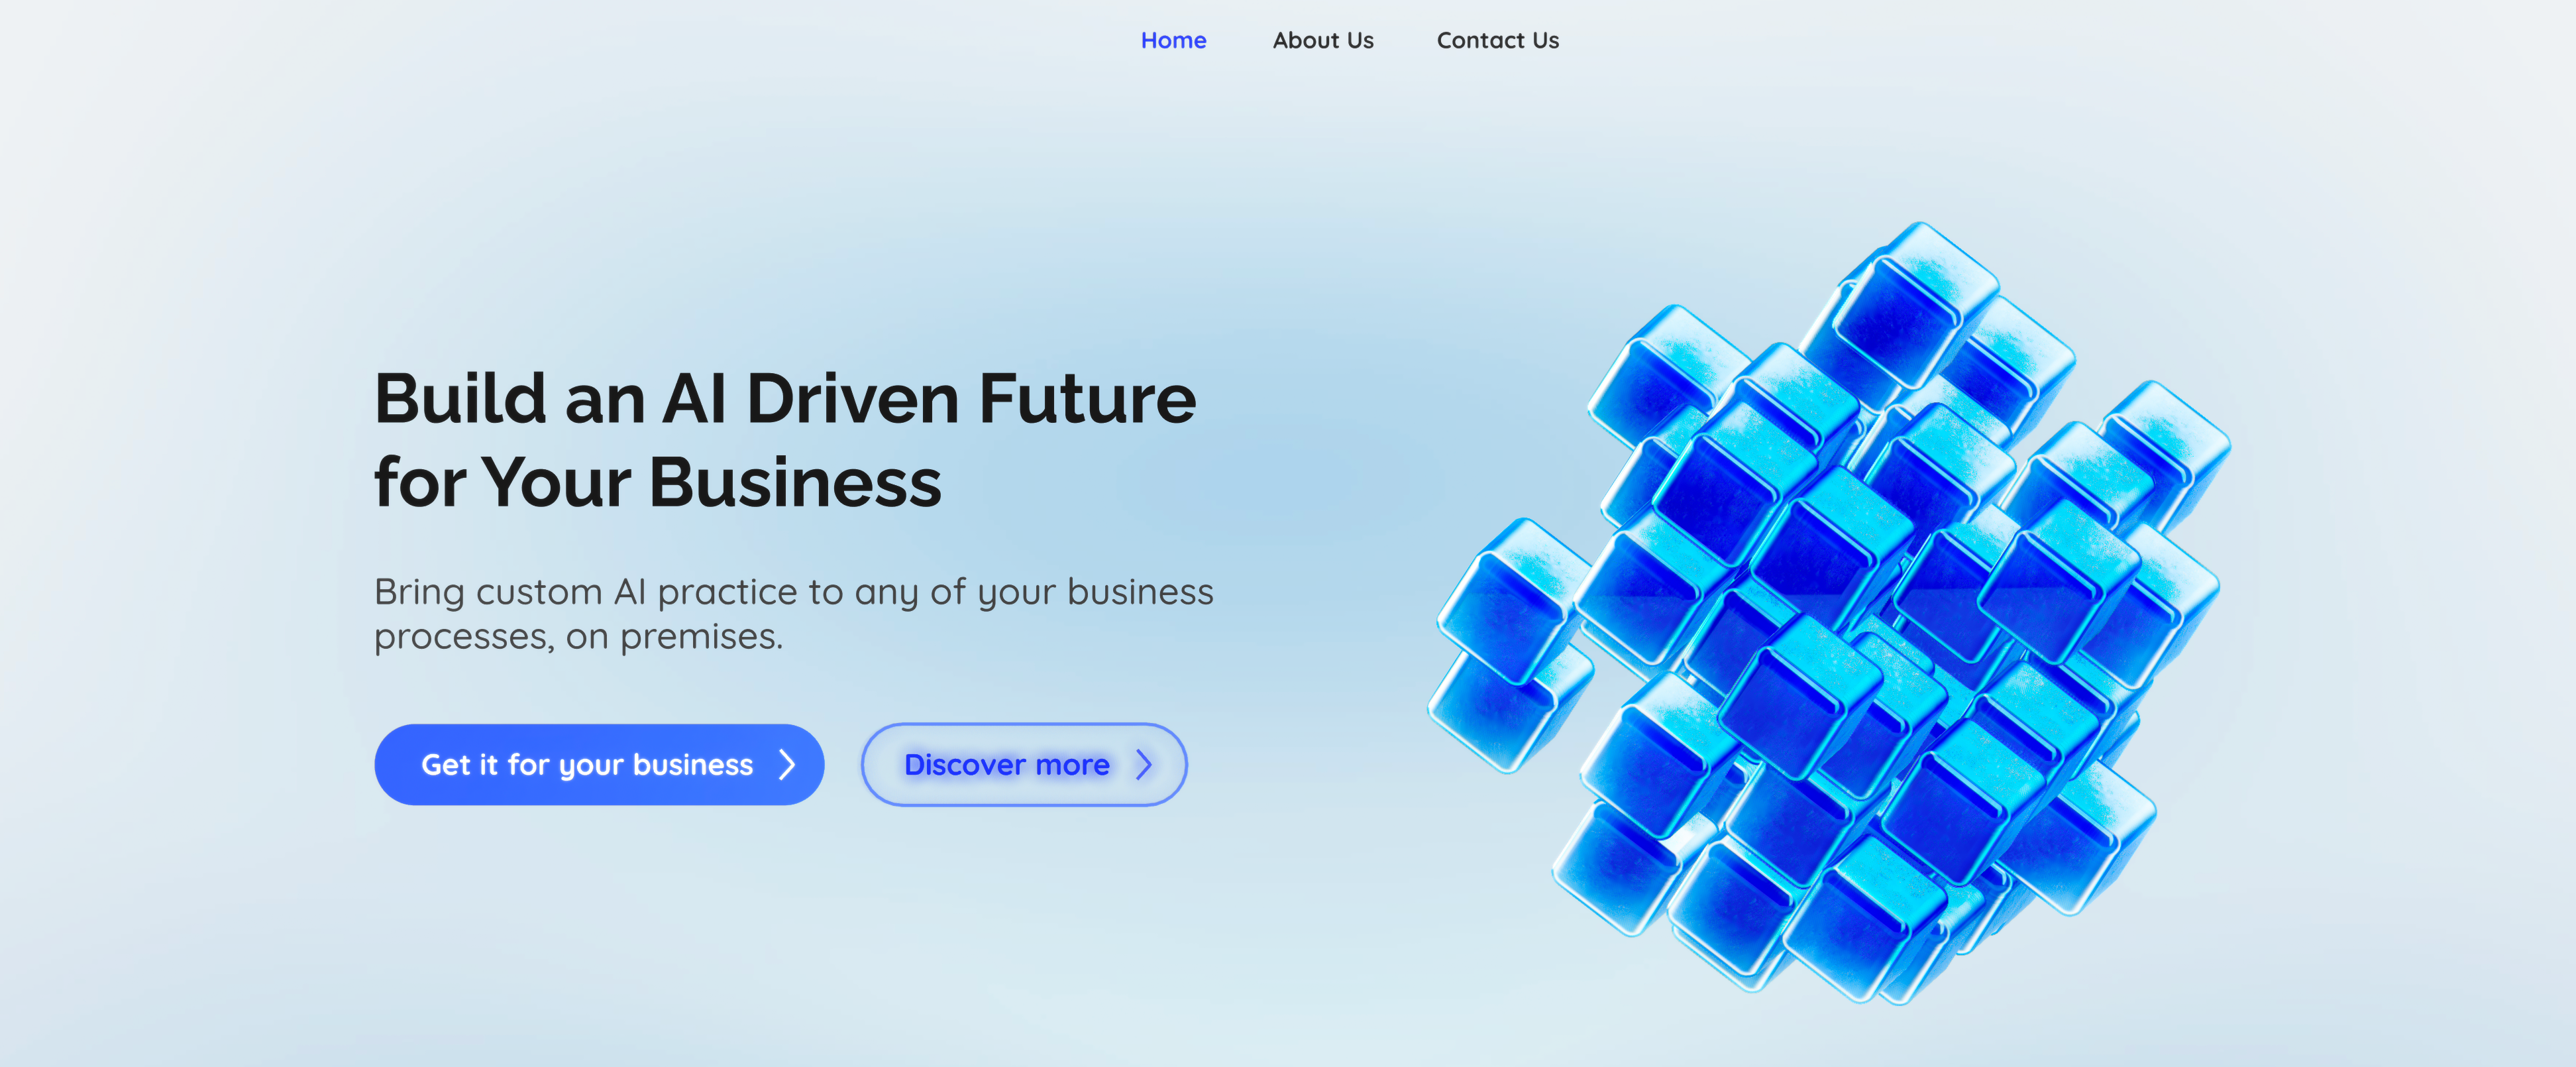 Home
About Us
Contact Us
Build an AI Driven Future
for Your Business
Bring custom AI practice to any of your business
processes, on premises.
Get it for your business
Discover more